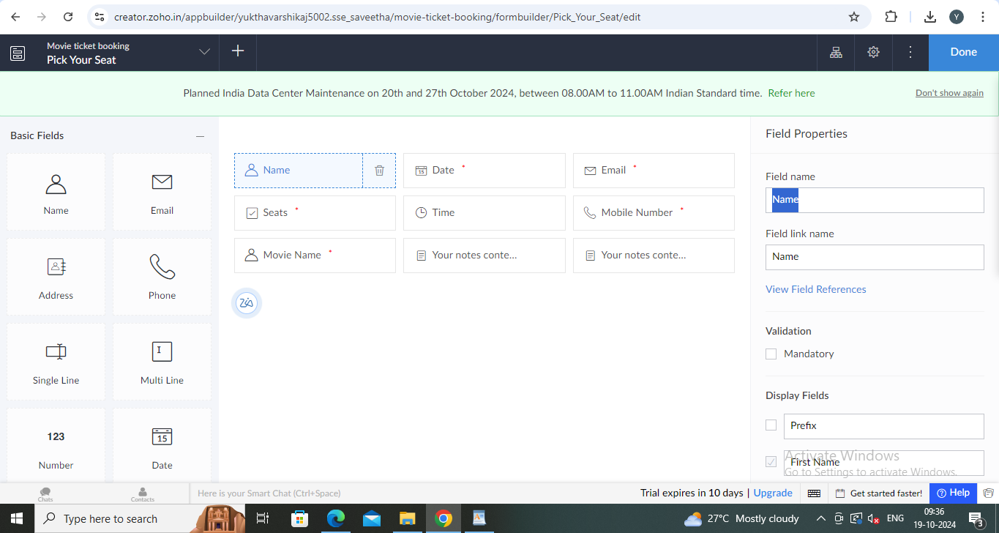 creator.zoho.in/appbuilder/yukthavarshikaj5002.sse_saveetha/movie-ticket-booking/formbuilder/Pick_Your_Seat/edit
Y
Movie ticket booking
Pick Your Seat
Done
Planned India Data Center Maintenance on 20th and 27th October 2024, between 08.00AM to 11.00AM Indian Standard time. Refer here
Don't show again
Basic Fields
Name
Email
Address
Phone
Single Line
Multi Line
123
Number
15
Date
Name
15 Date *
Email *
Seats *
Time
Mobile Number *
Movie Name *
Your notes conte...
Your notes conte...
Zia
Field Properties
Field name
Name
Field link name
Name
View Field References
Validation
Mandatory
Display Fields
Prefix
First Name
Activate Windows
Go to Settings to activate Windows.
Chats
Contacts
Here is your Smart Chat (Ctrl+Space)
Trial expires in 10 days | Upgrade
Get started faster!
Help
Type here to search
27°C Mostly cloudy
ENG
09:36
19-10-2024
3